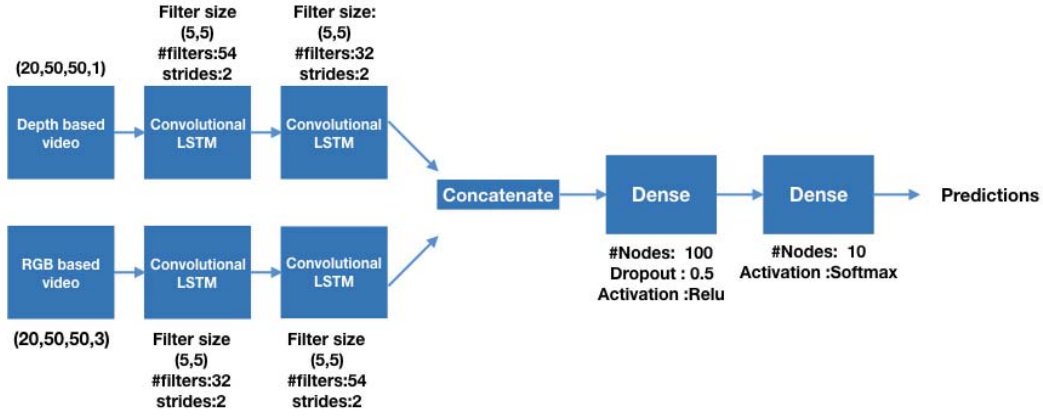 Filter size
(5,5)
#filters:54
strides:2
Filter size:
(5,5)
#filters:32
strides:2
(20,50,50,1)
Depth based
video
Convolutional
LSTM
Convolutional
LSTM
Concatenate
Dense
Dense
Predictions
#Nodes: 100
Dropout : 0.5
Activation :Relu
#Nodes: 10
Activation :Softmax
RGB based
video
Convolutional
LSTM
Convolutional
LSTM
(20,50,50,3)
Filter size
(5,5)
#filters:32
strides:2
Filter size
(5,5)
#filters:54
strides:2